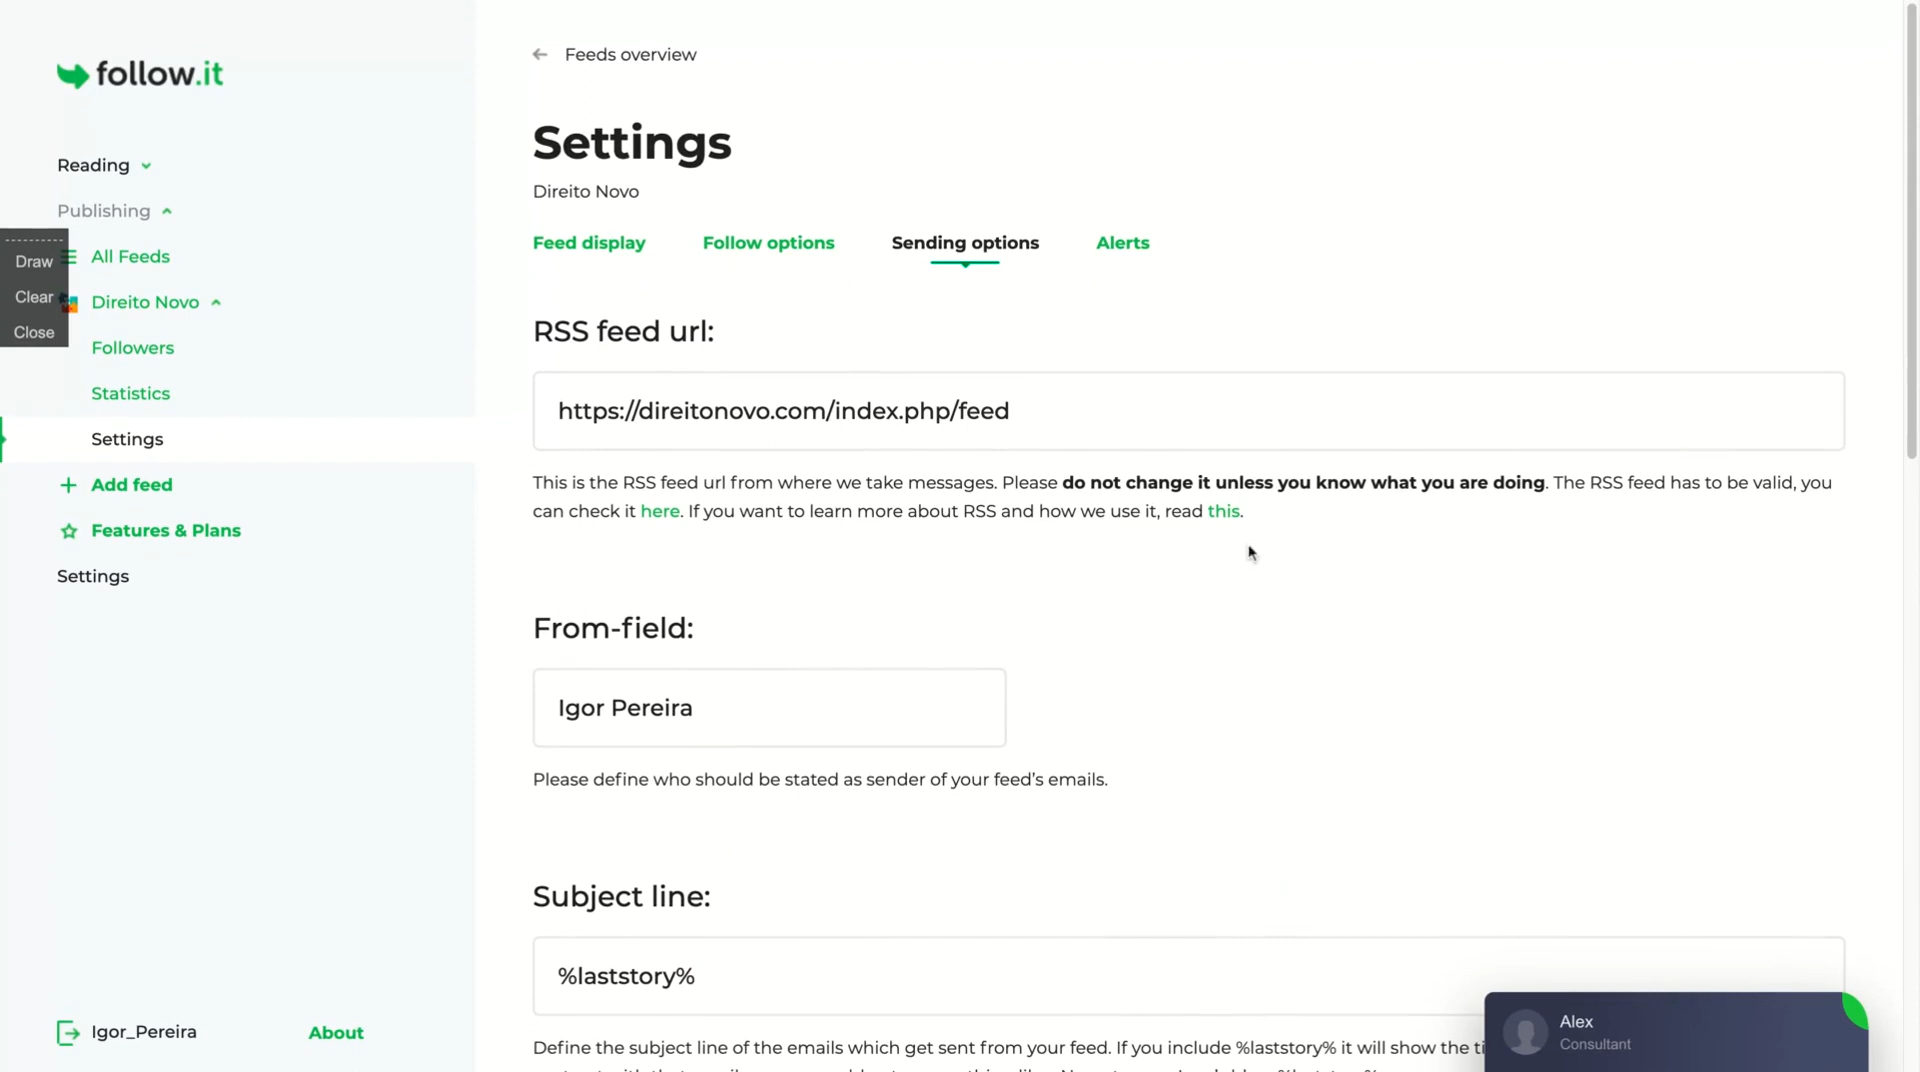 follow.it
Reading
Publishing
All Feeds
Direito Novo
Followers
Statistics
Settings
Add feed
Features & Plans
Settings
Igor_Pereira
About
Draw
Clear
Close
Feeds overview
Settings
Direito Novo
Feed display
Follow options
Sending options
Alerts
RSS feed url:
https://direitonovo.com/index.php/feed
This is the RSS feed url from where we take messages. Please do not change it unless you know what you are doing. The RSS feed has to be valid, you
can check it here. If you want to learn more about RSS and how we use it, read this.
From-field:
Igor Pereira
Please define who should be stated as sender of your feed's emails.
Subject line:
%laststory%
Define the subject line of the emails which get sent from your feed. If you include %laststory% it will show the
Alex
Consultant